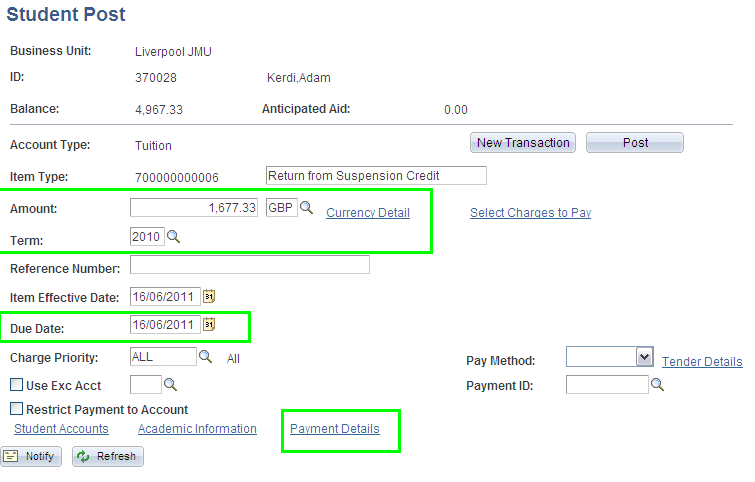 Student Post
Business Unit: Liverpool JMU
ID: 370028 Kerdi,Adam
Balance: 4,967.33 Anticipated Aid: 0.00
Account Type: Tuition New Transaction Post
Item Type: 700000000006 Return from Suspension Credit
Amount: 1,677.33 GBP Currency Detail Select Charges to Pay
Term: 2010
Reference Number:
Item Effective Date: 16/06/2011 31
Due Date: 16/06/2011 31
Charge Priority: ALL All Pay Method: Tender Details
Use Exc Acct Payment ID:
Restrict Payment to Account
Student Accounts Academic Information Payment Details
Notify Refresh